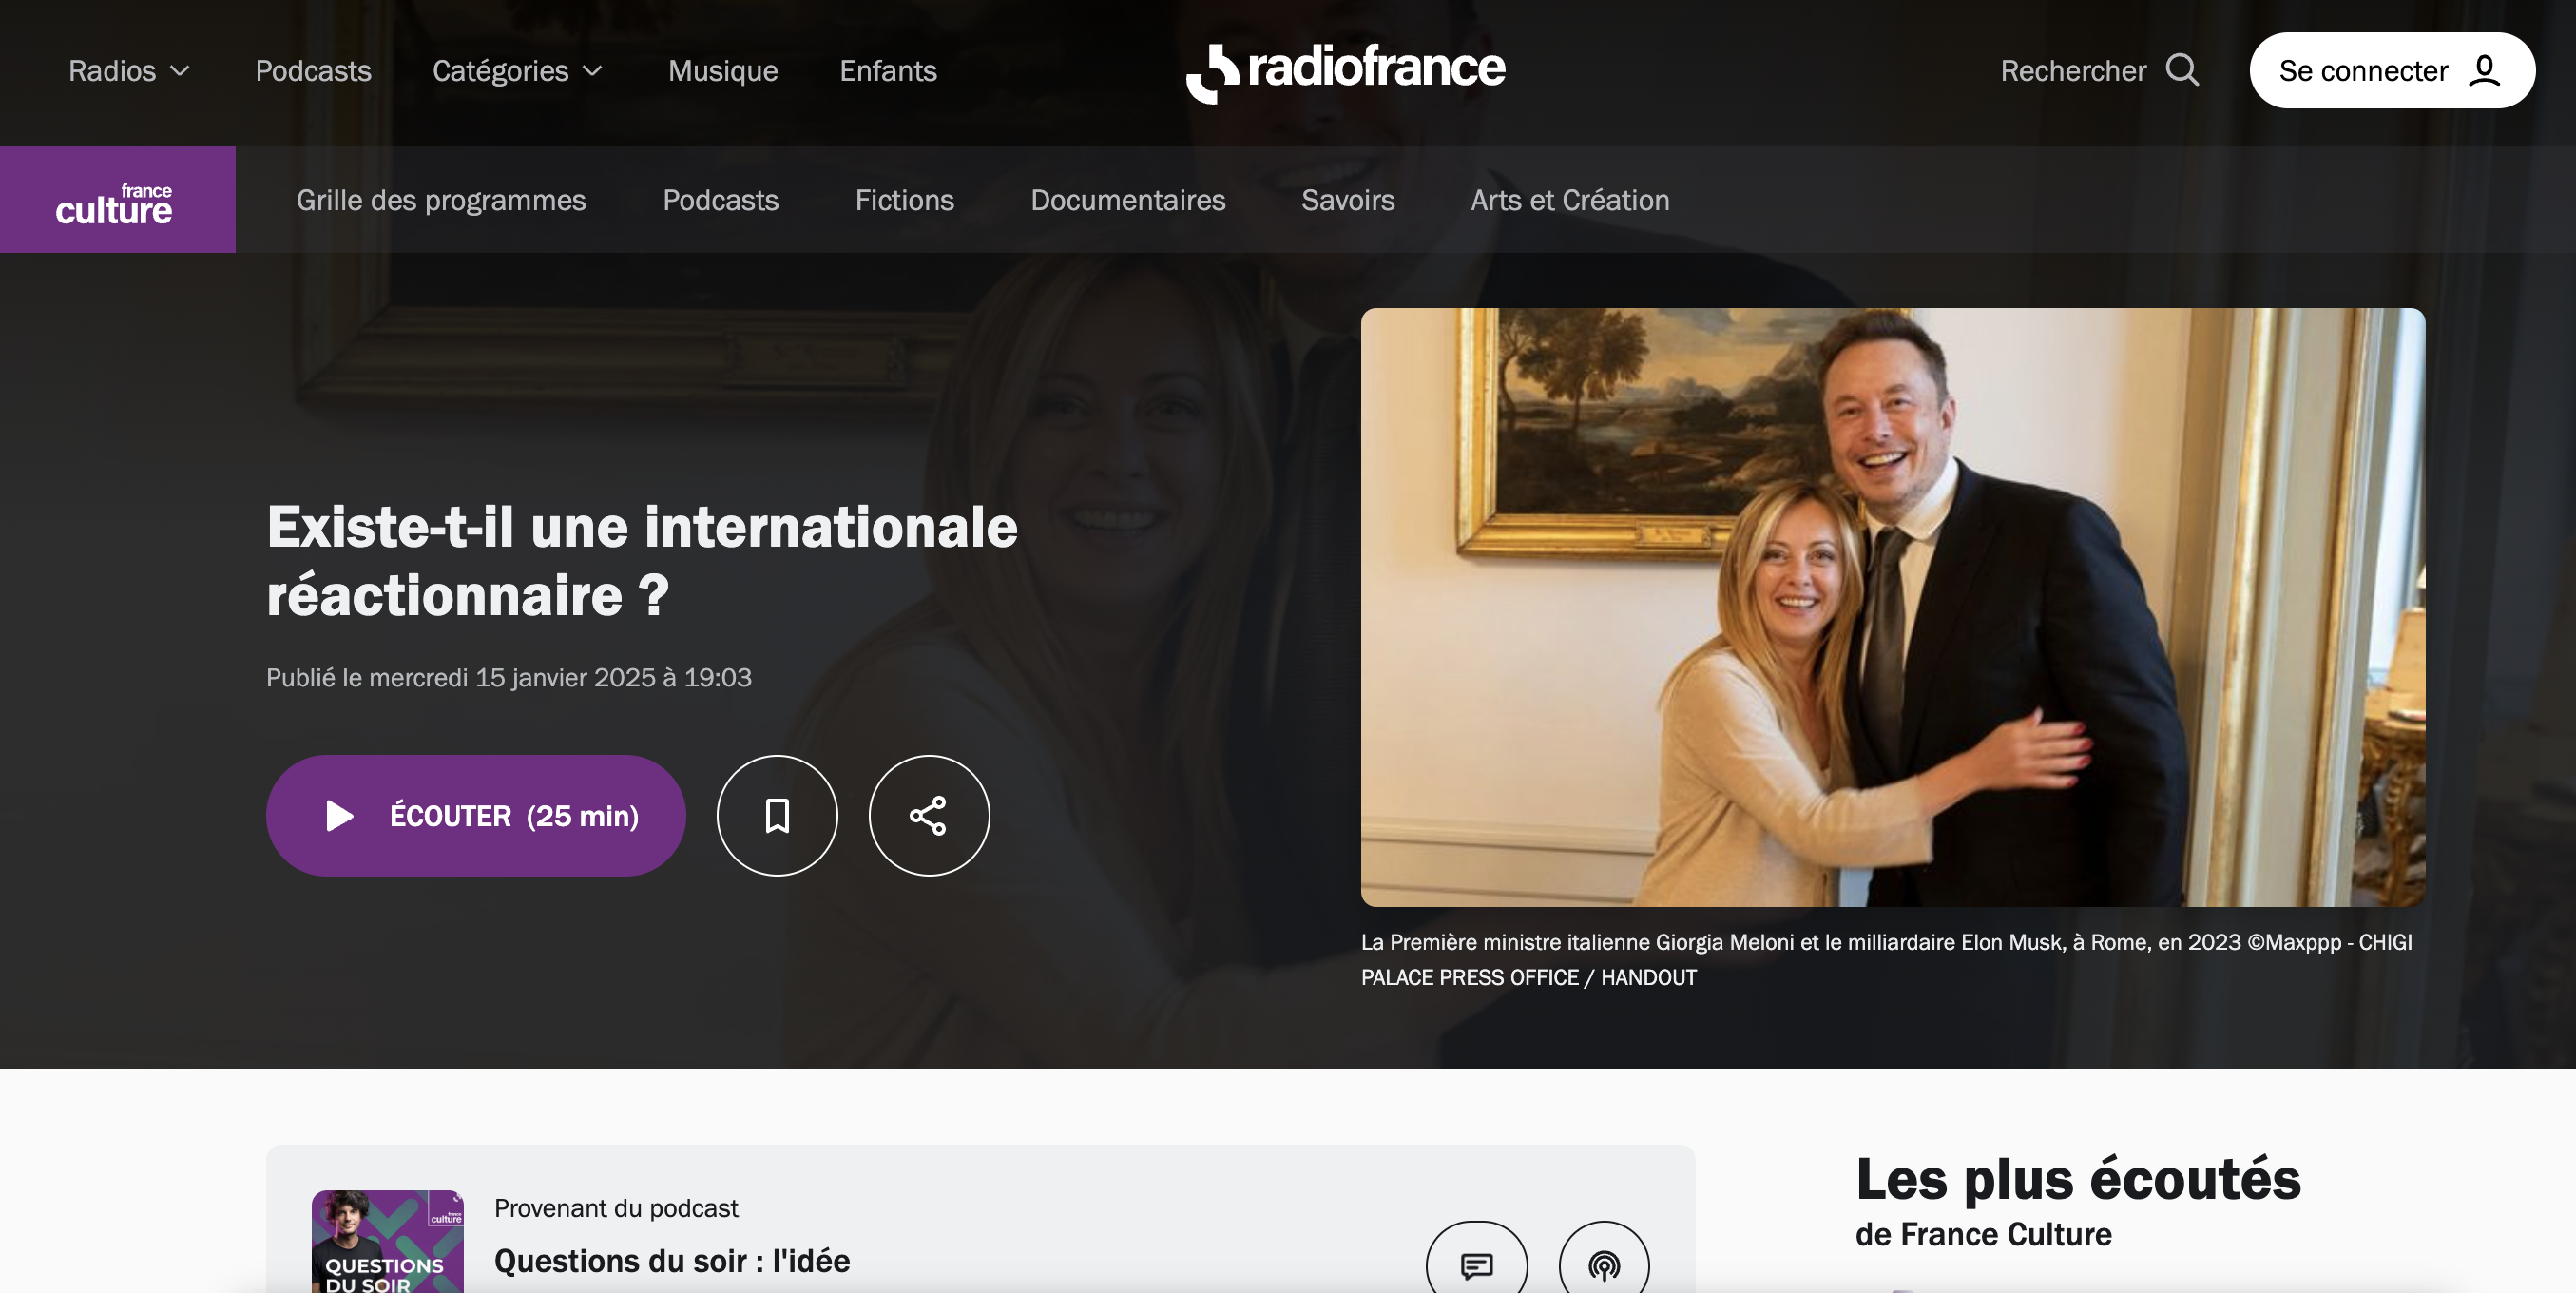 Radios
Podcasts
Catégories
Musique
Enfants
radiofrance
Rechercher
Se connecter
france
culture
Grille des programmes
Podcasts
Fictions
Documentaires
Savoirs
Arts et Création
Existe-t-il une internationale
réactionnaire ?
Publié le mercredi 15 janvier 2025 à 19:03
ÉCOUTER (25 min)
La Première ministre italienne Giorgia Meloni et le milliardaire Elon Musk, à Rome, en 2023 ©Maxppp - CHIGI
PALACE PRESS OFFICE / HANDOUT
france
culture
QUESTIONS
DU SOIR
Provenant du podcast
Questions du soir : l'idée
Les plus écoutés
de France Culture